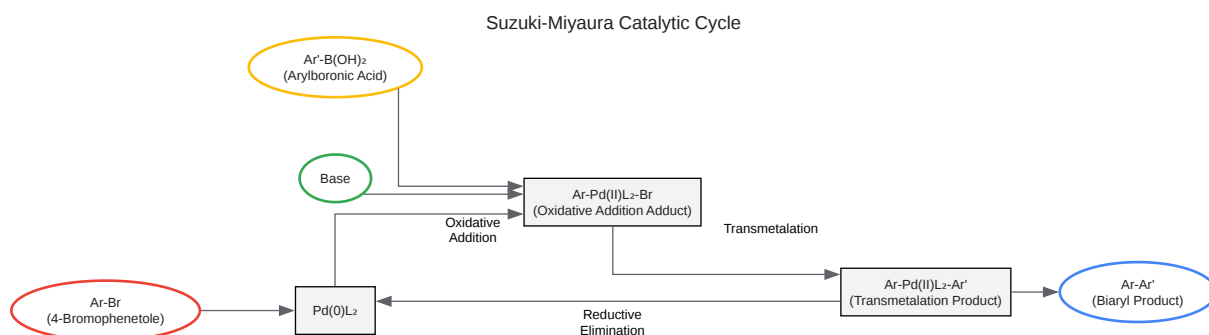 Suzuki-Miyaura Catalytic Cycle
Ar'-B(OH)₂
(Arylboronic Acid)
Base
Ar-Pd(II)L₂-Br
(Oxidative Addition Adduct)
Oxidative
Addition
Transmetalation
Ar-Br
(4-Bromophenetole)
Pd(0)L₂
Ar-Pd(II)L₂-Ar'
(Transmetalation Product)
Ar-Ar'
(Biaryl Product)
Reductive
Elimination